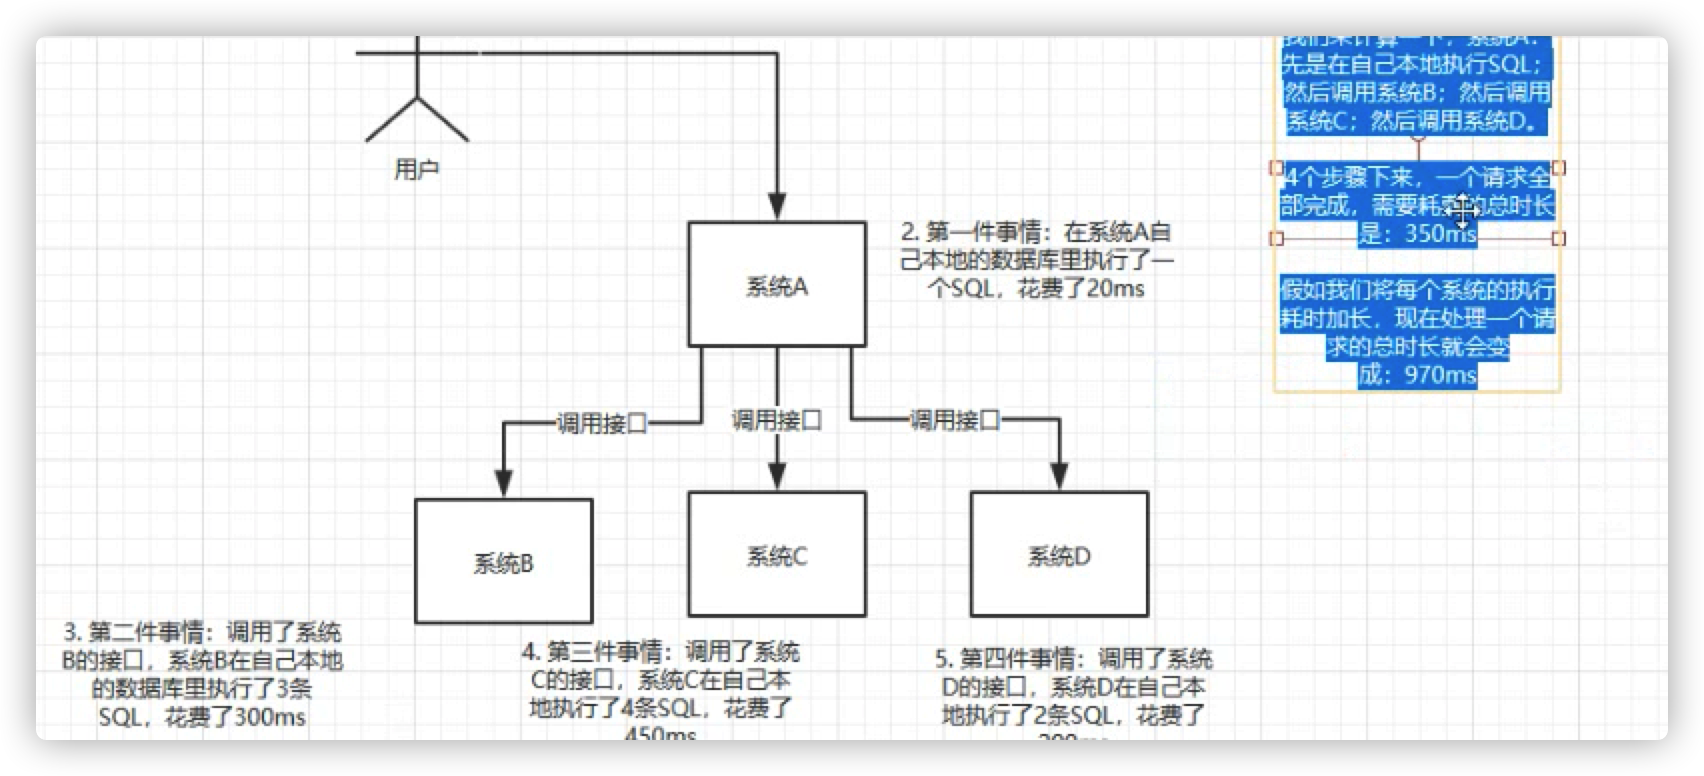 我们来计算一下，系统A：
先是在自己本地执行SQL；
然后调用系统B；然后调用
系统C；然后调用系统D。
4个步骤下来，一个请求全
部完成，需要耗费的总时长
是：350ms
假如我们将每个系统的执行
耗时加长，现在处理一个请
求的总时长就会变
成：970ms
用户
2. 第一件事情：在系统A自
己本地的数据库里执行了一
个SQL，花费了20ms
系统A
调用接口
调用接口
调用接口
系统B
系统C
系统D
3. 第二件事情：调用了系统
B的接口，系统B在自己本地
的数据库里执行了3条
SQL，花费了300ms
4. 第三件事情：调用了系统
C的接口，系统C在自己本
地执行了4条SQL，花费了
450ms
5. 第四件事情：调用了系统
D的接口，系统D在自己本
地执行了2条SQL，花费了